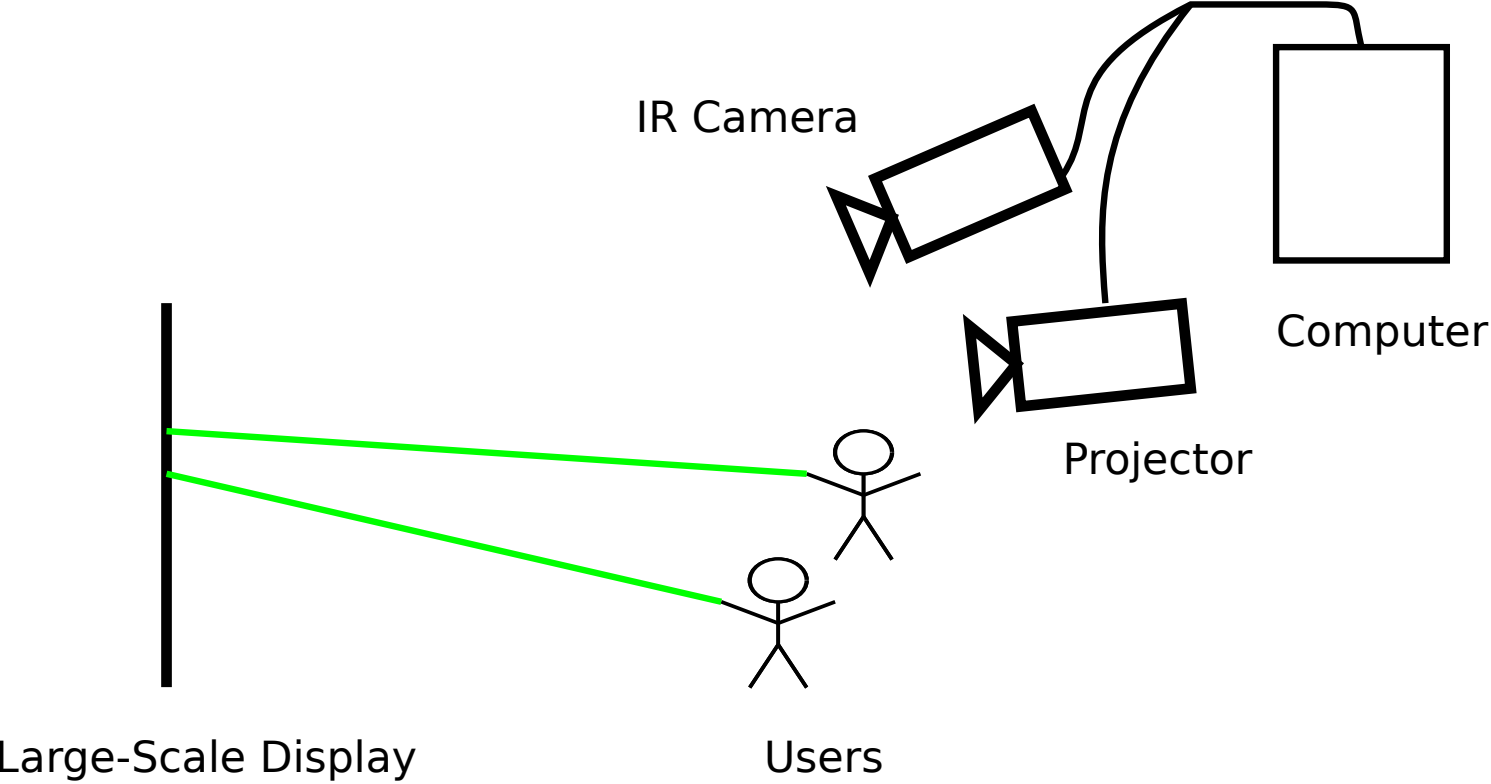 IR Camera
Computer
Projector
Large-Scale Display
Users